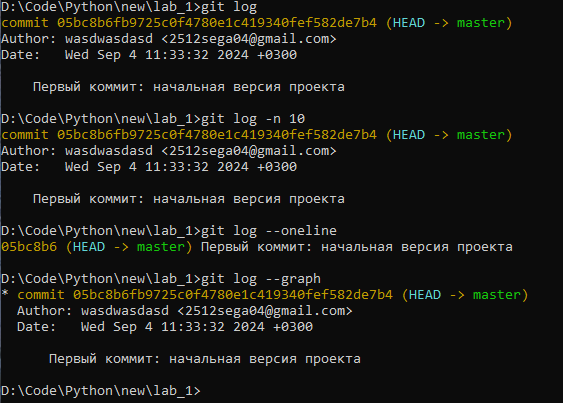 D:\Code\Python\new\lab_1>git log
commit 05bc8b6fb9725c0f4780e1c419340fef582de7b4 (HEAD -> master)
Author: wasdwasdasd <2512sega04@gmail.com>
Date:   Wed Sep 4 11:33:32 2024 +0300
    Первый коммит: начальная версия проекта
D:\Code\Python\new\lab_1>git log -n 10
commit 05bc8b6fb9725c0f4780e1c419340fef582de7b4 (HEAD -> master)
Author: wasdwasdasd <2512sega04@gmail.com>
Date:   Wed Sep 4 11:33:32 2024 +0300
    Первый коммит: начальная версия проекта
D:\Code\Python\new\lab_1>git log --oneline
05bc8b6 (HEAD -> master) Первый коммит: начальная версия проекта
D:\Code\Python\new\lab_1>git log --graph
* commit 05bc8b6fb9725c0f4780e1c419340fef582de7b4 (HEAD -> master)
  Author: wasdwasdasd <2512sega04@gmail.com>
  Date:   Wed Sep 4 11:33:32 2024 +0300
      Первый коммит: начальная версия проекта
D:\Code\Python\new\lab_1>